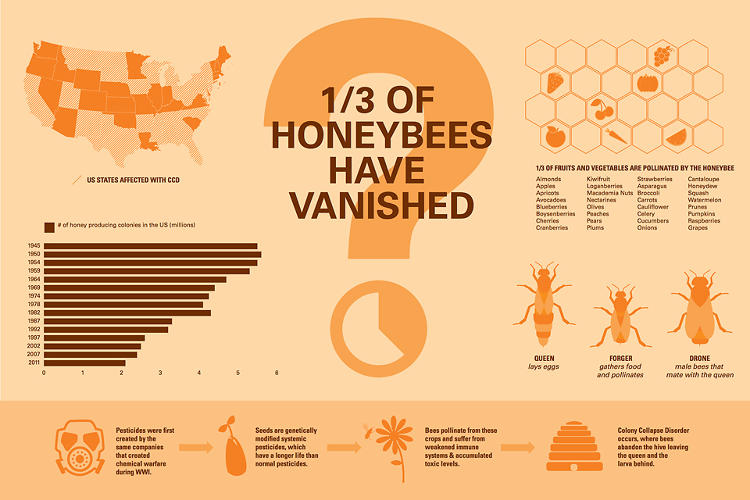 1/3 OF
HONEYBEES
HAVE
VANISHED
US STATES AFFECTED WITH CCD
1/3 OF FRUITS AND VEGETABLES ARE POLLINATED BY THE HONEYBEE
Almonds
Apples
Apricots
Avocadoes
Blueberries
Boysenberries
Cherries
Cranberries
Kiwifruit
Loganberries
Macadamia Nuts
Nectarines
Olives
Peaches
Pears
Plums
Strawberries
Asparagus
Broccoli
Carrots
Cauliflower
Celery
Cucumbers
Onions
Cantaloupe
Honeydew
Squash
Watermelon
Prunes
Pumpkins
Raspberries
Grapes
# of honey producing colonies in the US (millions)
1945
1950
1954
1959
1964
1969
1974
1978
1982
1987
1992
1997
2002
2007
2011
0 1 2 3 4 5 6
QUEEN
lays eggs
FORGER
gathers food
and pollinates
DRONE
male bees that
mate with the queen
Pesticides were first
created by the
same companies
that created
chemical warfare
during WWI.
Seeds are genetically
modified systemic
pesticides, which
have a longer life than
normal pesticides.
Bees pollinate from these
crops and suffer from
weakened immune
systems & accumulated
toxic levels.
Colony Collapse Disorder
occurs, where bees
abandon the hive leaving
the queen and the
larva behind.